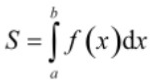 S = ∫_a^b f(x)dx